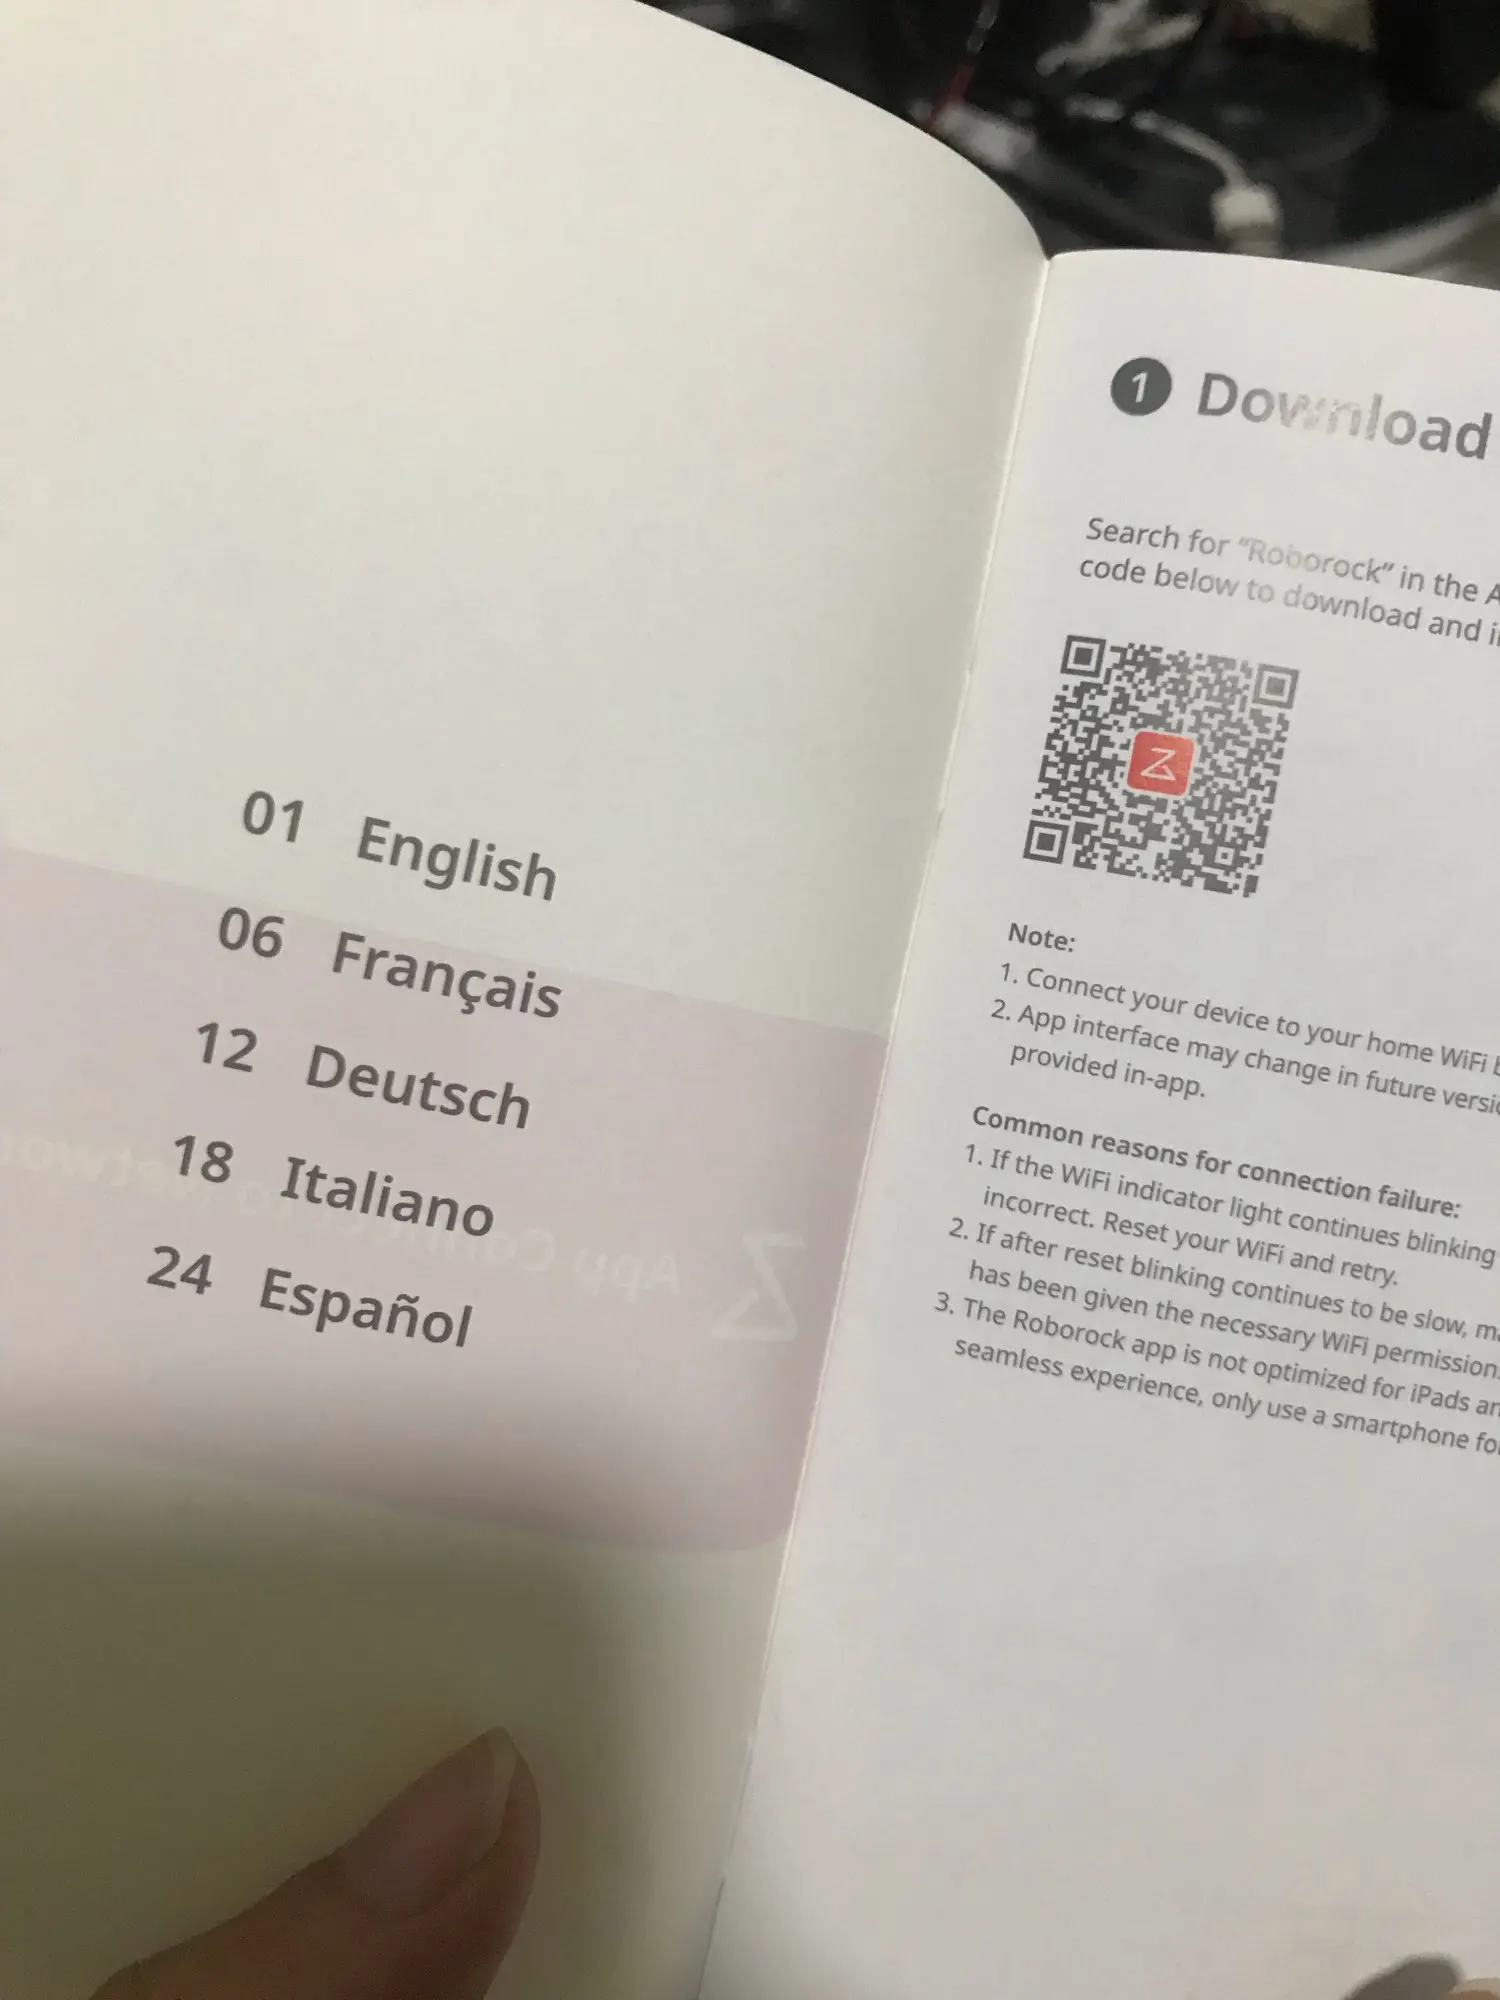 01 English
06 Français
12 Deutsch
18 Italiano
24 Español
1 Download
Search for “Roborock” in the
code below to download and
Note:
1. Connect your device to your home WiFi
2. App interface may change in future
provided in-app.
Common reasons for connection failure:
1. If the WiFi indicator light continues blinking
incorrect. Reset your WiFi and retry.
2. If after reset blinking continues to be slow,
has been given the necessary WiFi
3. The Roborock app is not optimized for iPads
seamless experience, only use a smartphone